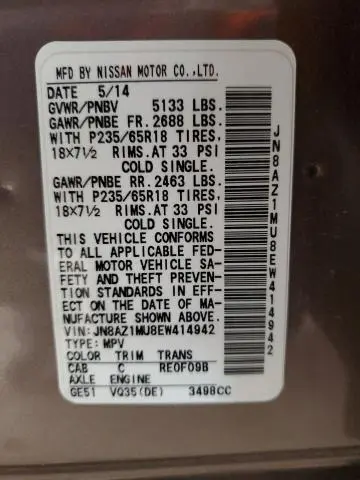 MFD BY NISSAN MOTOR CO.,LTD.
DATE 5/14
GVWR/PNBV 5133 LBS.
GAWR/PNBE FR. 2688 LBS.
WITH P235/65R18 TIRES,
18X7½ RIMS.AT 33 PSI
COLD SINGLE.
GAWR/PNBE RR. 2463 LBS.
WITH P235/65R18 TIRES,
18X7½ RIMS.AT 33 PSI
COLD SINGLE.
THIS VEHICLE CONFORMS
TO ALL APPLICABLE FED-
ERAL MOTOR VEHICLE SA-
FETY AND THEFT PREVEN-
TION STANDARDS IN EFF-
ECT ON THE DATE OF MA-
NUFACTURE SHOWN ABOVE.
VIN: JN8AZ1MU8EW414942
TYPE: MPV
COLOR TRIM TRANS
CAB C RE0F09B
AXLE ENGINE
GE51 VQ35(DE) 3498CC
JN8AZ1MU8EW414942